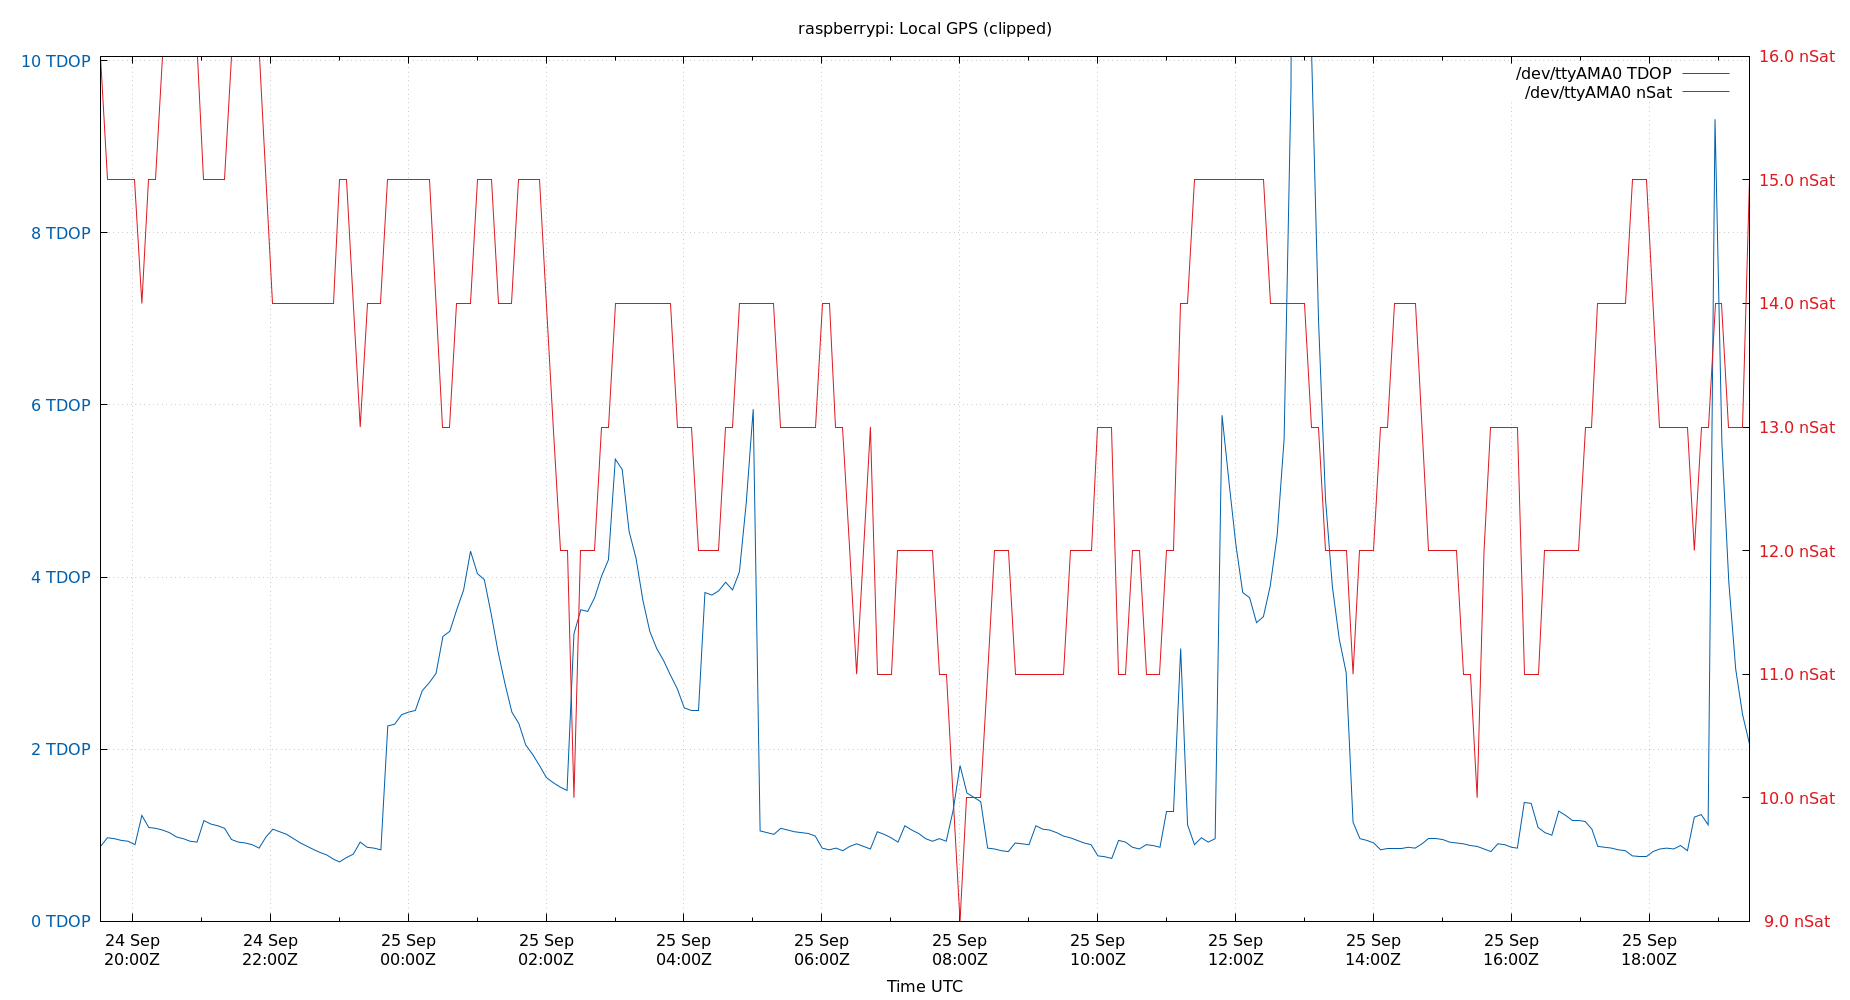 raspberrypi: Local GPS (clipped)
10 TDOP
8 TDOP
6 TDOP
4 TDOP
2 TDOP
0 TDOP
16.0 nSat
15.0 nSat
14.0 nSat
13.0 nSat
12.0 nSat
11.0 nSat
10.0 nSat
9.0 nSat
/dev/ttyAMA0 TDOP
/dev/ttyAMA0 nSat
24 Sep 24 Sep 25 Sep 25 Sep 25 Sep 25 Sep 25 Sep 25 Sep 25 Sep 25 Sep 25 Sep 25 Sep
20:00Z 22:00Z 00:00Z 02:00Z 04:00Z 06:00Z 08:00Z 10:00Z 12:00Z 14:00Z 16:00Z 18:00Z
Time UTC